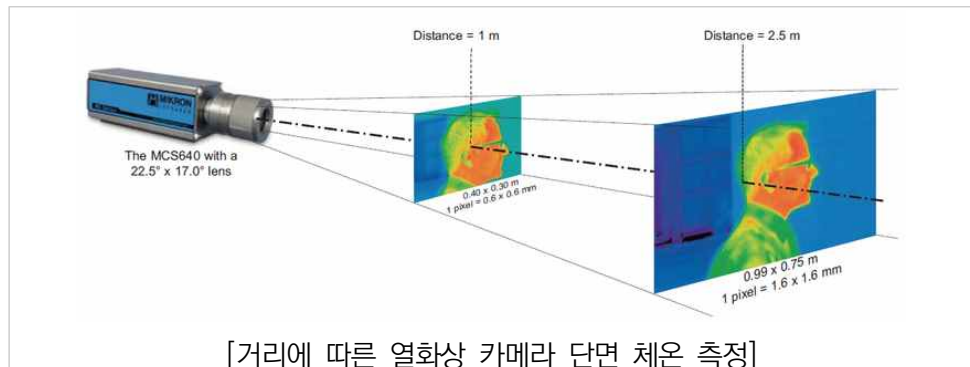 Distance = 1 m
Distance = 2.5 m
MIKRON
INFRARED
The MCS640 with a
22.5° x 17.0° lens
0.40 x 0.30 m
1 pixel = 0.6 x 0.6 mm
0.99 x 0.75 m
1 pixel = 1.6 x 1.6 mm
[거리에 따른 열화상 카메라 단면 체온 측정]